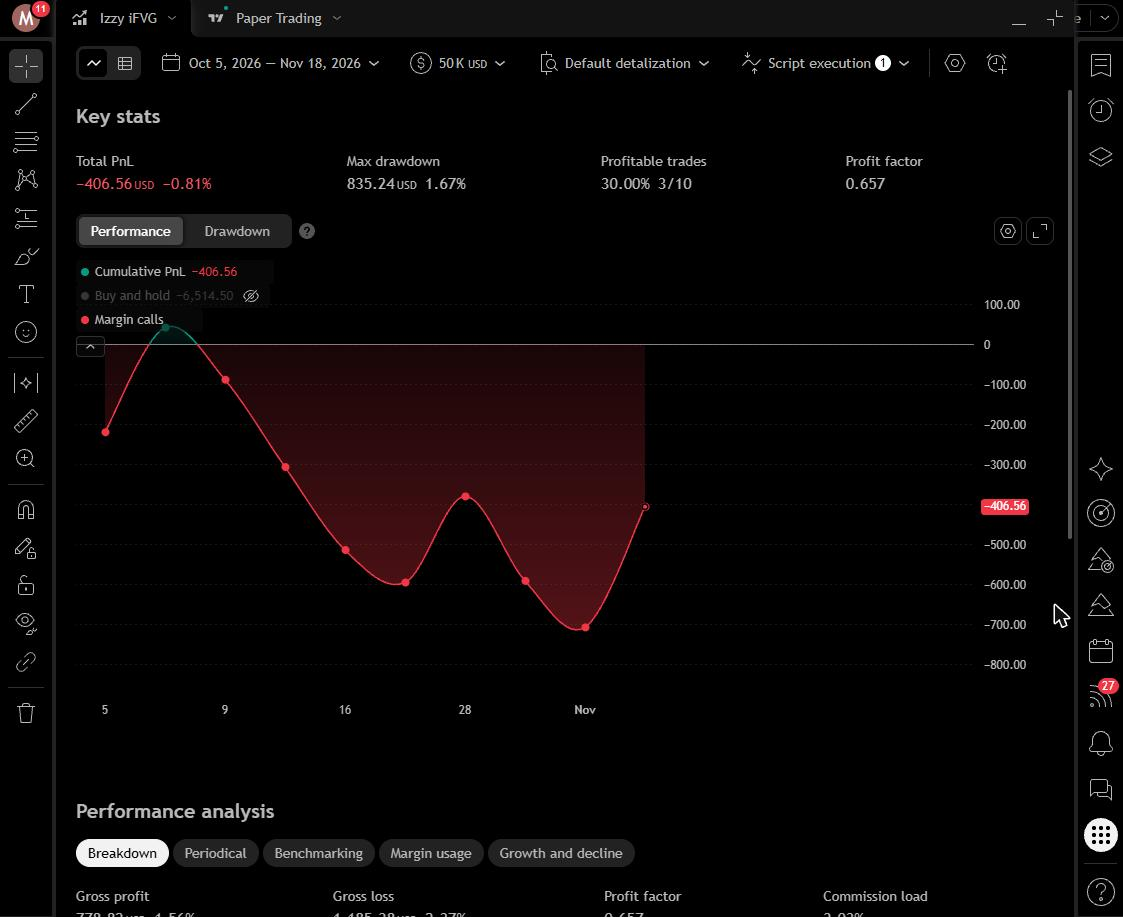 M 11
Izzy iFVG
Paper Trading
e
Oct 5, 2026 — Nov 18, 2026
50 K USD
Default detalization
Script execution 1
Key stats
Total PnL Max drawdown Profitable trades Profit factor
−406.56 USD −0.81% 835.24 USD 1.67% 30.00% 3/10 0.657
Performance Drawdown ?
Cumulative PnL −406.56
Buy and hold −6,514.50
Margin calls
100.00
0
−100.00
−200.00
−300.00
−400.00
−406.56
−500.00
−600.00
−700.00
−800.00
5 9 16 28 Nov
27
Performance analysis
Breakdown Periodical Benchmarking Margin usage Growth and decline
Gross profit Gross loss Profit factor Commission load